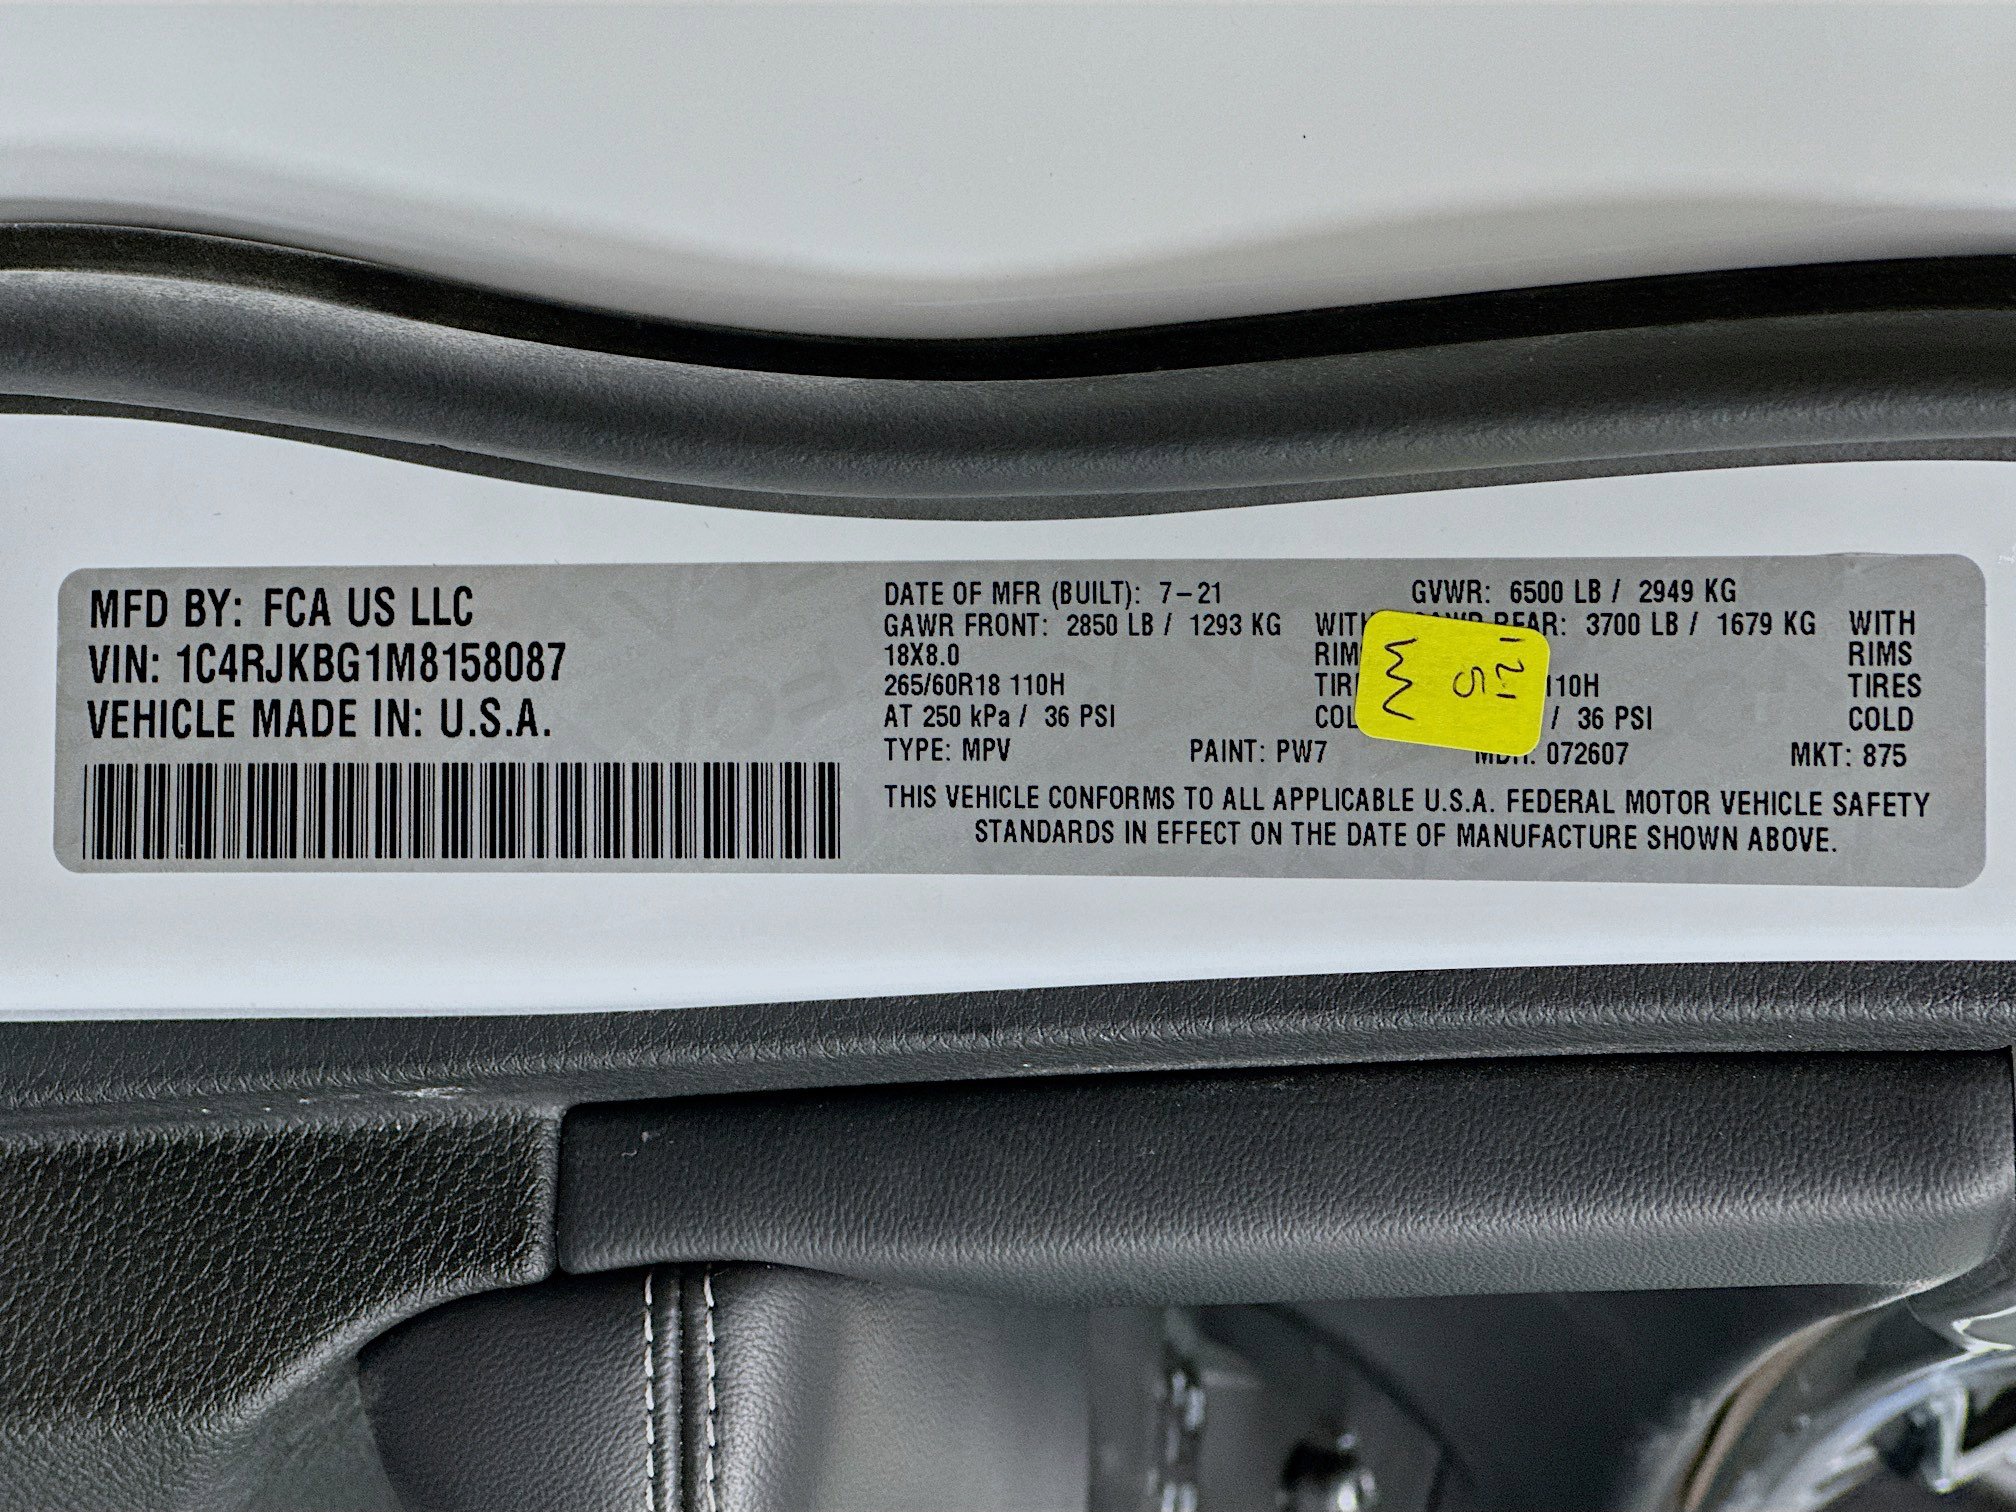 MFD BY: FCA US LLC
VIN: 1C4RJKBG1M8158087
VEHICLE MADE IN: U.S.A.
DATE OF MFR (BUILT): 7-21 GVWR: 6500 LB / 2949 KG
GAWR FRONT: 2850 LB / 1293 KG WITH REAR: 3700 LB / 1679 KG WITH
18X8.0 RIMS
265/60R18 110H 110H TIRES
AT 250 kPa / 36 PSI / 36 PSI COLD
TYPE: MPV PAINT: PW7 072607 MKT: 875
THIS VEHICLE CONFORMS TO ALL APPLICABLE U.S.A. FEDERAL MOTOR VEHICLE SAFETY
STANDARDS IN EFFECT ON THE DATE OF MANUFACTURE SHOWN ABOVE.